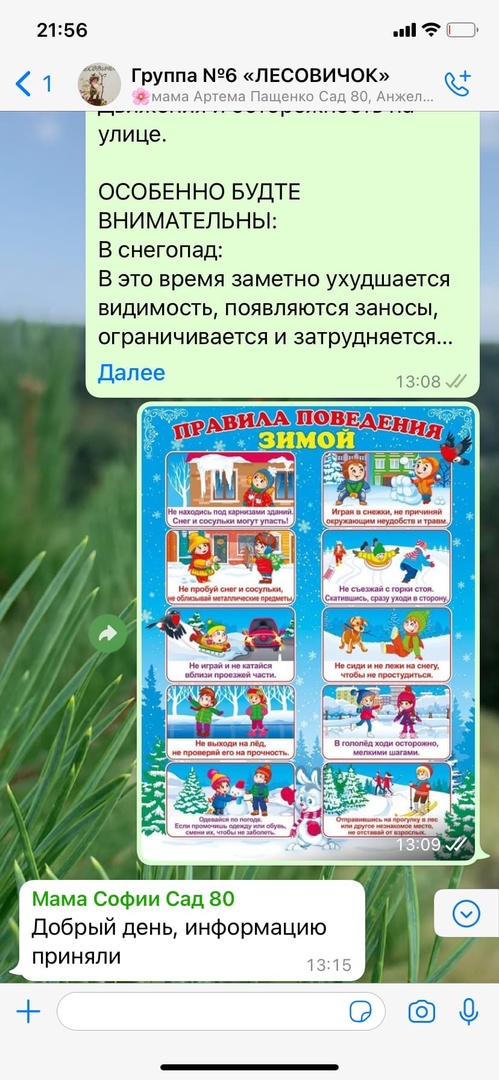 21:56
1
Группа №6 «ЛЕСОВИЧОК»
🌸мама Артема Пащенко Сад 80, Анжел...
улице.
ОСОБЕННО БУДТЕ
ВНИМАТЕЛЬНЫ:
В снегопад:
В это время заметно ухудшается
видимость, появляются заносы,
ограничивается и затрудняется...
Далее
13:08
ПРАВИЛА ПОВЕДЕНИЯ
ЗИМОЙ
Не находись под карнизами зданий.
Снег и сосульки могут упасть!
Играя в снежки, не причиняй
окружающим неудобств и травм.
Не пробуй снег и сосульки,
не облизывай металлические предметы.
Не съезжай с горки стоя.
Скатившись, сразу уходи в сторону.
Не играй и не катайся
вблизи проезжей части.
Не сиди и не лежи на снегу,
чтобы не простудиться.
Не выходи на лёд,
не проверяй его на прочность.
В гололёд ходи осторожно,
мелкими шагами.
Одевайся по погоде.
Если промочишь одежду или обувь,
смени их, чтобы не заболеть.
Отправившись на прогулку в лес
или другое незнакомое место,
не отставай от взрослых.
13:09
Мама Софии Сад 80
Добрый день, информацию
приняли
13:15